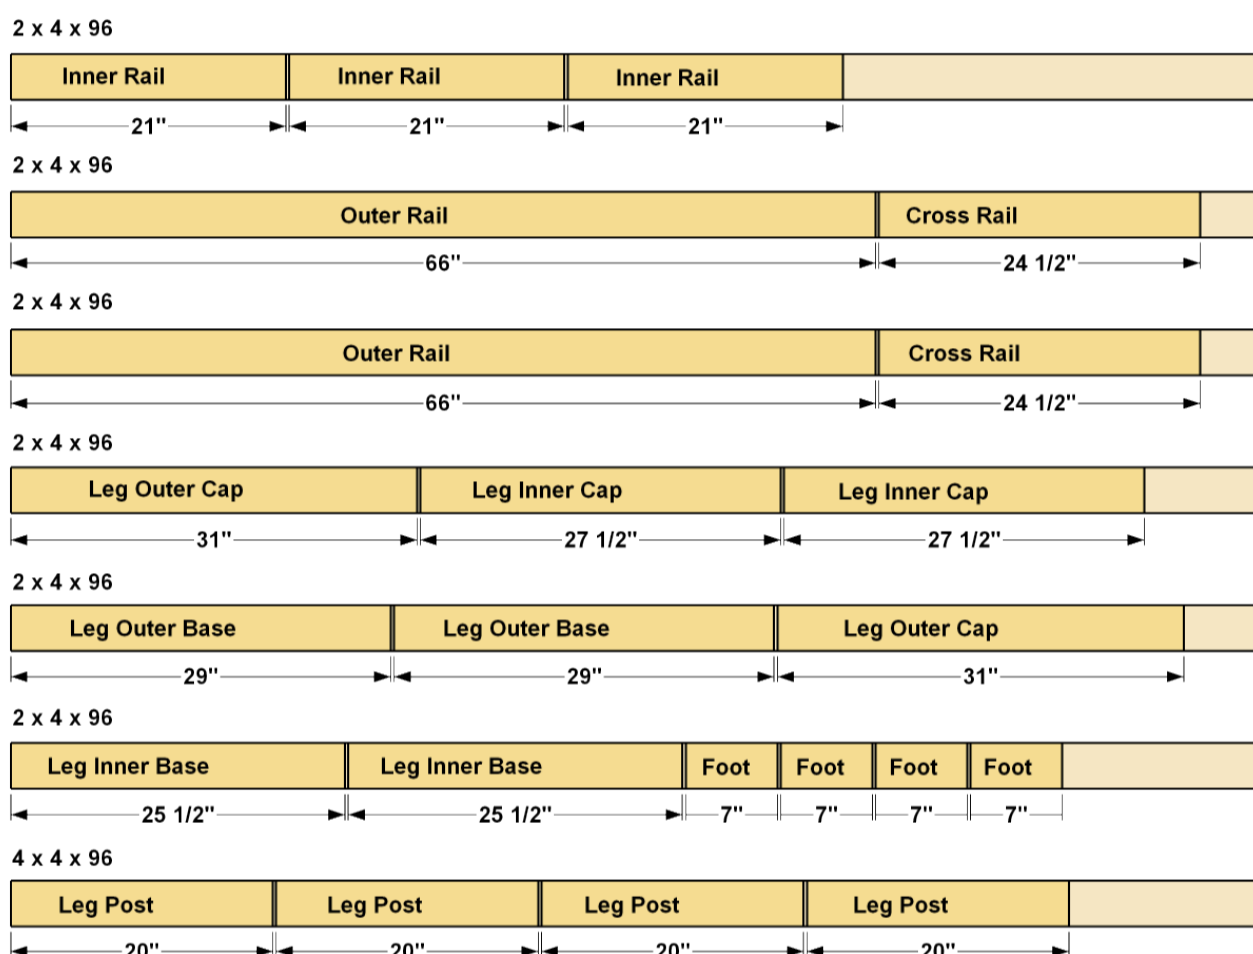 2 x 4 x 96
Inner Rail Inner Rail Inner Rail
21" 21" 21"
2 x 4 x 96
Outer Rail Cross Rail
66" 24 1/2"
2 x 4 x 96
Outer Rail Cross Rail
66" 24 1/2"
2 x 4 x 96
Leg Outer Cap Leg Inner Cap Leg Inner Cap
31" 27 1/2" 27 1/2"
2 x 4 x 96
Leg Outer Base Leg Outer Base Leg Outer Cap
29" 29" 31"
2 x 4 x 96
Leg Inner Base Leg Inner Base Foot Foot Foot Foot
25 1/2" 25 1/2" 7" 7" 7" 7"
4 x 4 x 96
Leg Post Leg Post Leg Post Leg Post
20" 20" 20" 20"